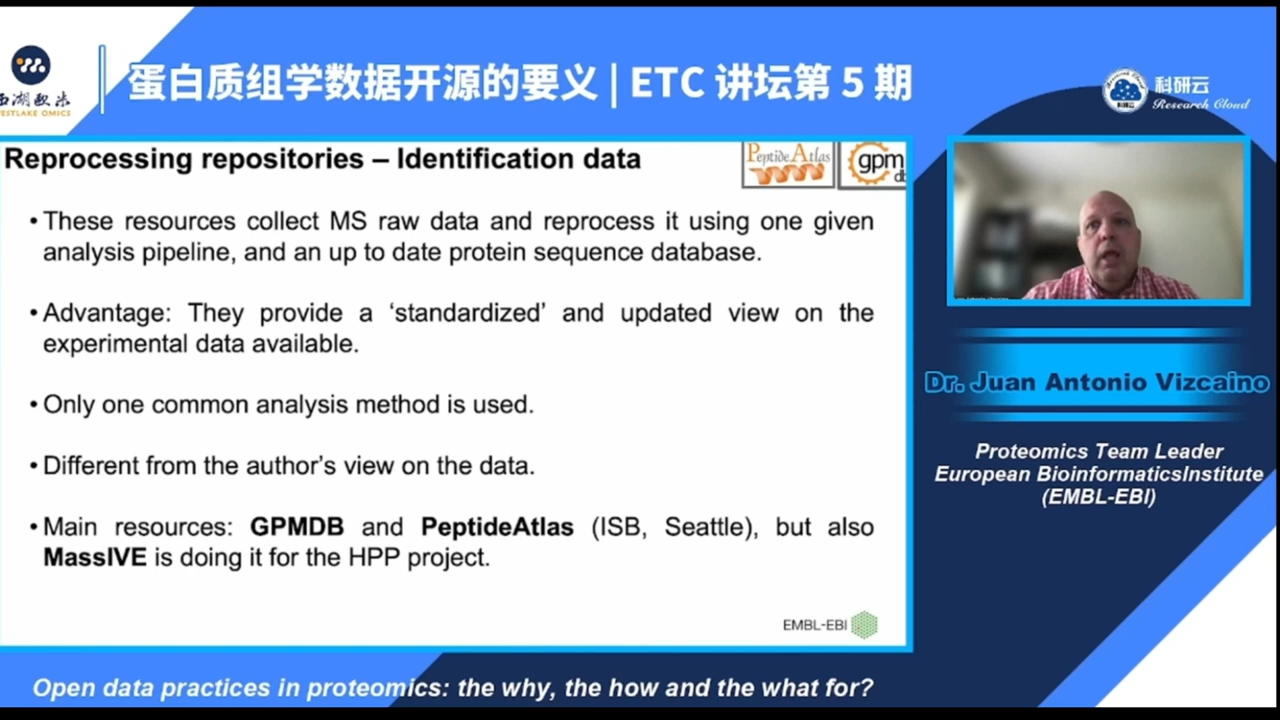 西湖欧米
WESTLAKE OMICS
蛋白质组学数据开源的要义 | ETC 讲坛第 5 期
科研云
Research Cloud
Reprocessing repositories – Identification data
PeptideAtlas
gpm
db
• These resources collect MS raw data and reprocess it using one given
analysis pipeline, and an up to date protein sequence database.
• Advantage: They provide a ‘standardized’ and updated view on the
experimental data available.
• Only one common analysis method is used.
• Different from the author’s view on the data.
• Main resources: GPMDB and PeptideAtlas (ISB, Seattle), but also
MassIVE is doing it for the HPP project.
EMBL-EBI
Dr. Juan Antonio Vizcaino
Proteomics Team Leader
European BioinformaticsInstitute
(EMBL-EBI)
Open data practices in proteomics: the why, the how and the what for?